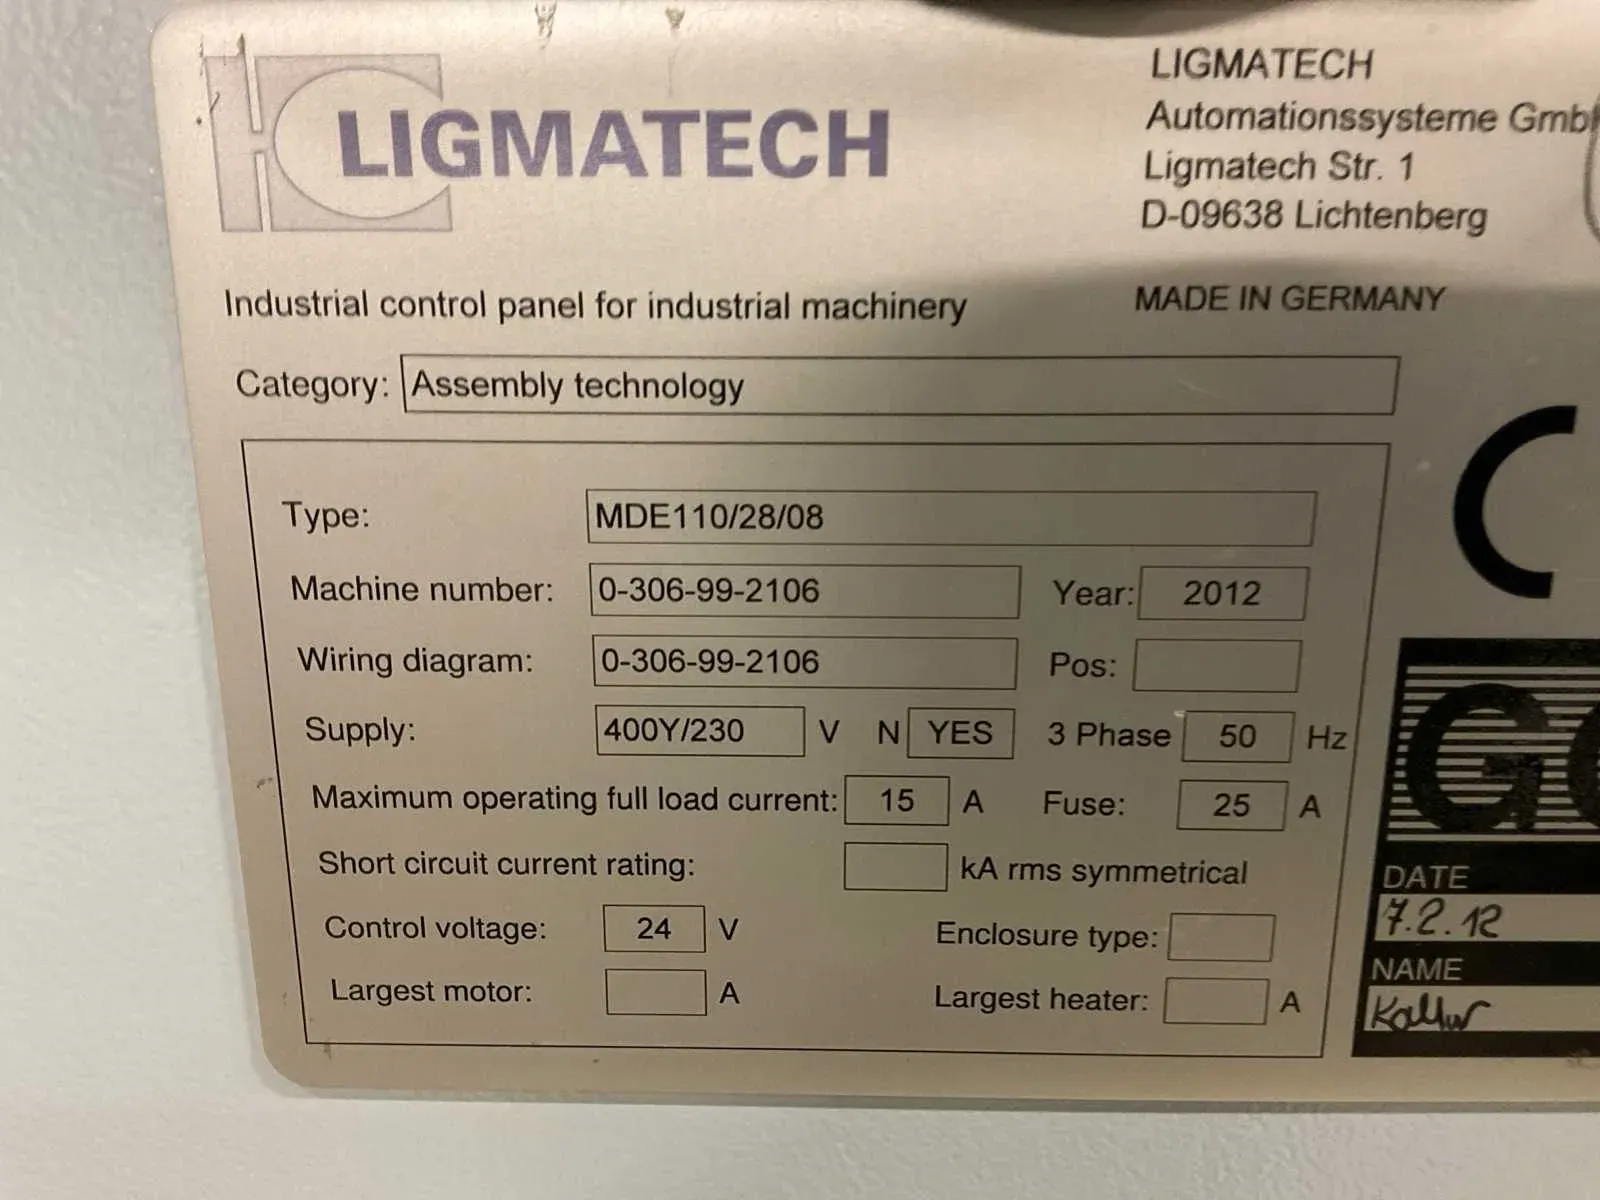 LIGMATECH
LIGMATECH
Automationssysteme Gmb
Ligmatech Str. 1
D-09638 Lichtenberg
Industrial control panel for industrial machinery
MADE IN GERMANY
Category: Assembly technology
Type: MDE110/28/08
Machine number: 0-306-99-2106 Year: 2012
Wiring diagram: 0-306-99-2106 Pos:
Supply: 400Y/230 V N YES 3 Phase 50 Hz
Maximum operating full load current: 15 A Fuse: 25 A
Short circuit current rating: kA rms symmetrical
Control voltage: 24 V Enclosure type:
Largest motor: A Largest heater: A
DATE
7.2.12
NAME